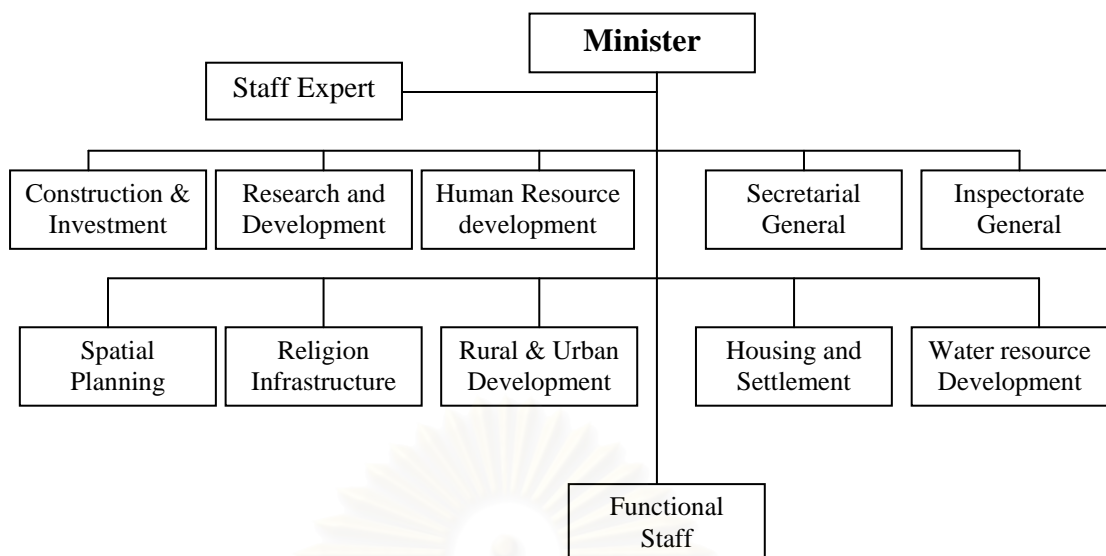 Minister
Staff Expert
Construction &
Investment
Research and
Development
Human Resource
development
Secretarial
General
Inspectorate
General
Spatial
Planning
Religion
Infrastructure
Rural & Urban
Development
Housing and
Settlement
Water resource
Development
Functional
Staff